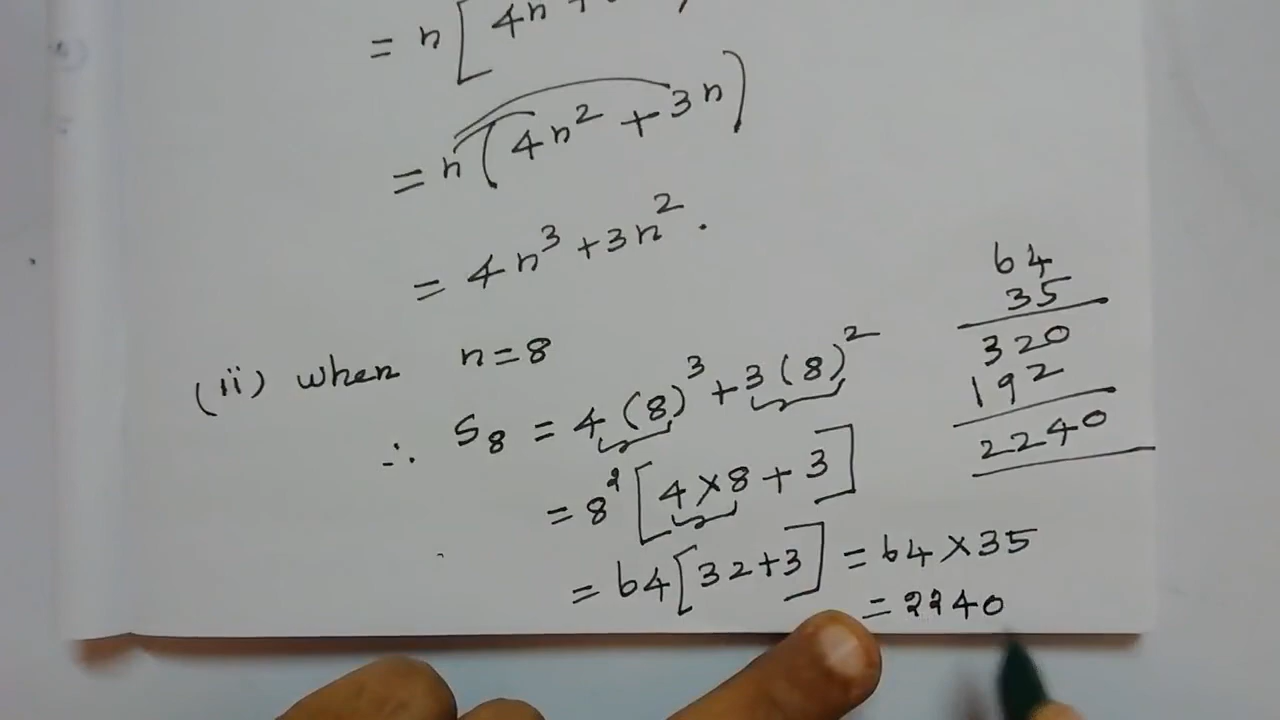 = n[4n +
= n(4n² + 3n)
= 4n³ + 3n².
(ii) when n = 8
∴ S₈ = 4(8)³ + 3(8)²
= 8²[4×8 + 3]
= 64[32+3] = 64×35
= 2240
64
35
320
192
2240